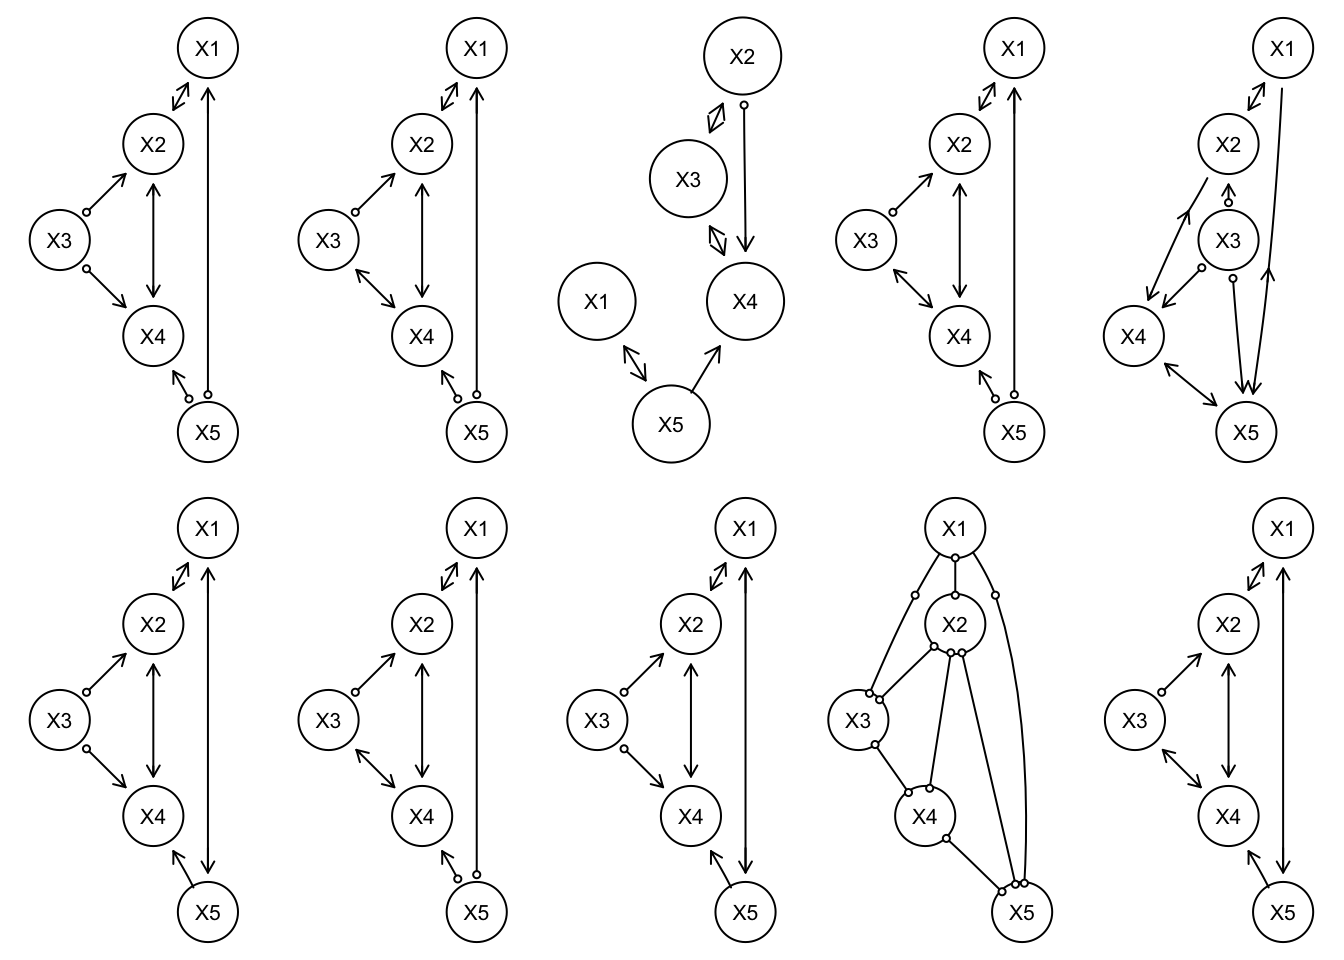 X1 X1 X2 X1 X1
X2 X2 X3 X2 X2
X3 X3 X1 X4 X3 X3
X4 X4 X5 X4 X4
X5 X5 X5 X5
X1 X1 X1 X1 X1
X2 X2 X2 X2 X2
X3 X3 X3 X3 X3
X4 X4 X4 X4 X4
X5 X5 X5 X5 X5